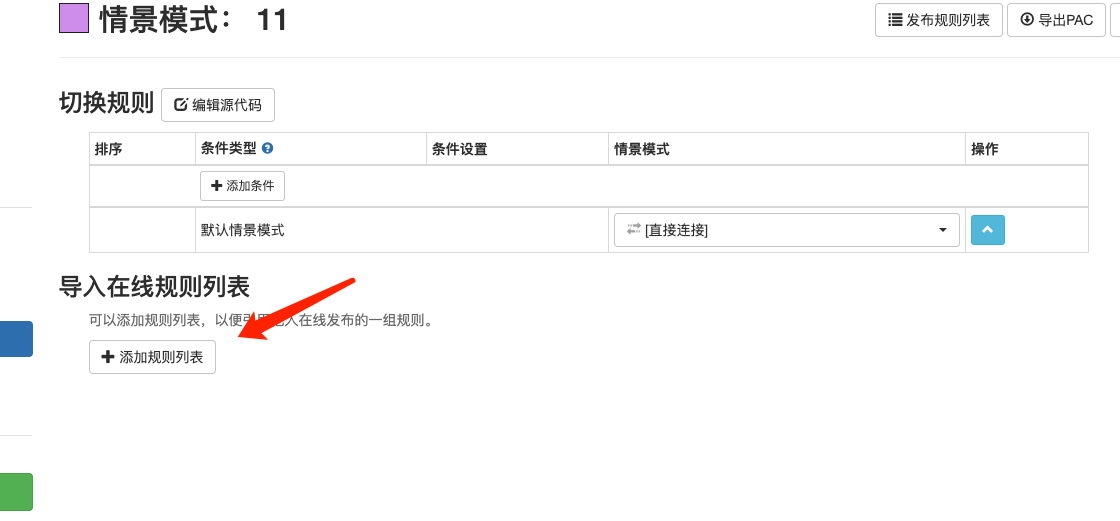 情景模式： 11
发布规则列表 导出PAC
切换规则 编辑源代码
排序 条件类型 条件设置 情景模式 操作
添加条件
默认情景模式 [直接连接]
导入在线规则列表
可以添加规则列表，以便引入在线发布的一组规则。
添加规则列表